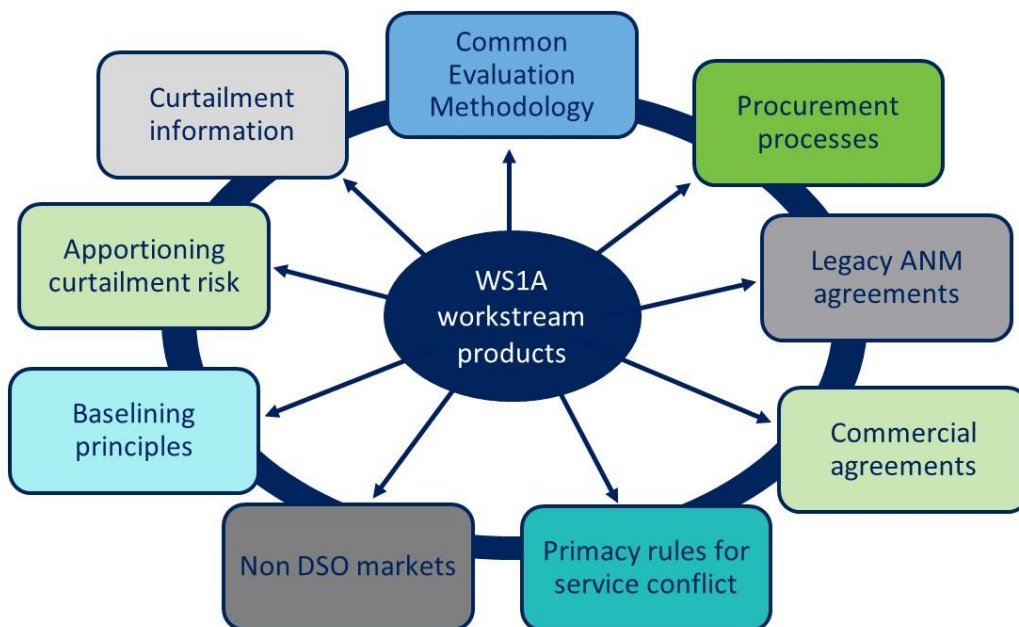 Common
Evaluation
Methodology
Procurement
processes
Legacy ANM
agreements
Commercial
agreements
Primacy rules for
service conflict
Non DSO markets
Baselining
principles
Apportioning
curtailment risk
Curtailment
information
WS1A
workstream
products